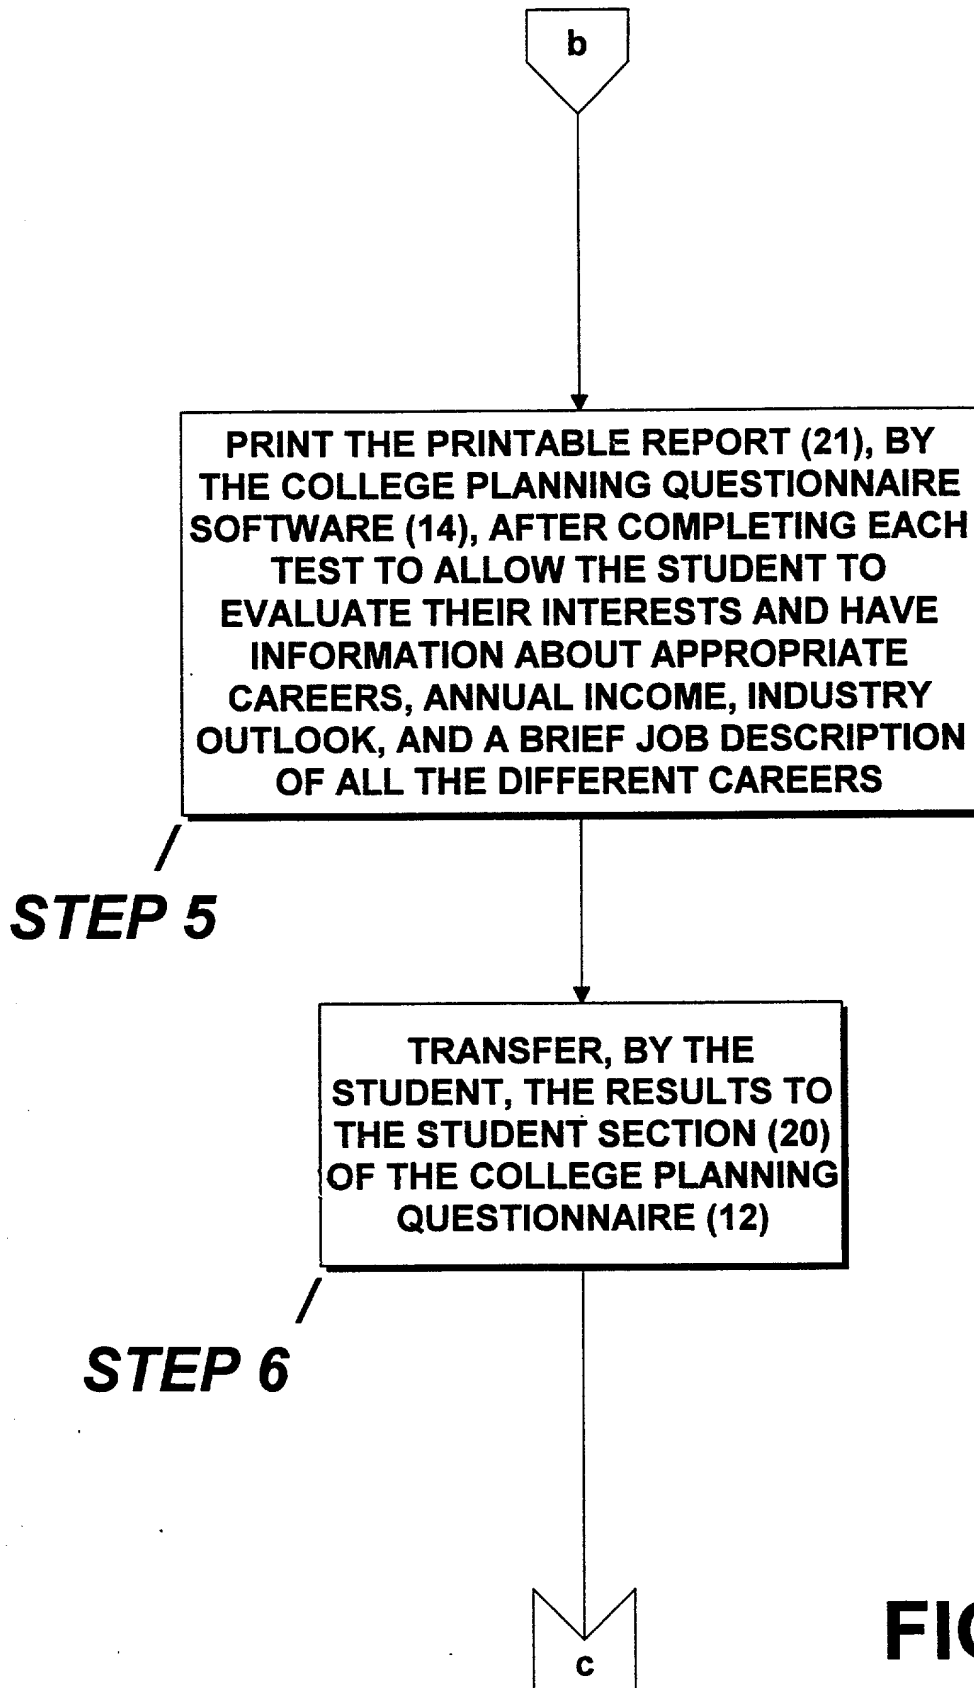 b
PRINT THE PRINTABLE REPORT (21), BY
THE COLLEGE PLANNING QUESTIONNAIRE
SOFTWARE (14), AFTER COMPLETING EACH
TEST TO ALLOW THE STUDENT TO
EVALUATE THEIR INTERESTS AND HAVE
INFORMATION ABOUT APPROPRIATE
CAREERS, ANNUAL INCOME, INDUSTRY
OUTLOOK, AND A BRIEF JOB DESCRIPTION
OF ALL THE DIFFERENT CAREERS
STEP 5
TRANSFER, BY THE
STUDENT, THE RESULTS TO
THE STUDENT SECTION (20)
OF THE COLLEGE PLANNING
QUESTIONNAIRE (12)
STEP 6
c